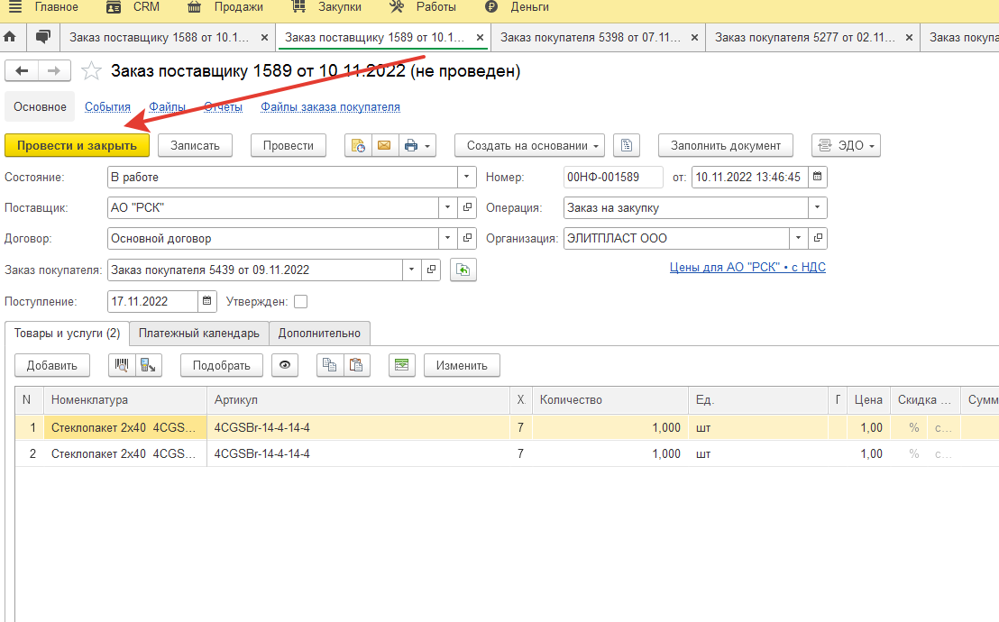 Главное CRM Продажи Закупки Работы Деньги
Заказ поставщику 1588 от 10.1... × Заказ поставщику 1589 от 10.1... × Заказ покупателя 5398 от 07.11... × Заказ покупателя 5277 от 02.11... × Заказ покупа
Заказ поставщику 1589 от 10.11.2022 (не проведен)
Основное События Файлы Отчеты Файлы заказа покупателя
Провести и закрыть Записать Провести Создать на основании Заполнить документ ЭДО
Состояние: В работе Номер: 00НФ-001589 от: 10.11.2022 13:46:45
Поставщик: АО "РСК" Операция: Заказ на закупку
Договор: Основной договор Организация: ЭЛИТПЛАСТ ООО
Заказ покупателя: Заказ покупателя 5439 от 09.11.2022 Цены для АО "РСК" • с НДС
Поступление: 17.11.2022 Утвержден:
Товары и услуги (2) Платежный календарь Дополнительно
Добавить Подобрать Изменить
N Номенклатура Артикул Х. Количество Ед. Г Цена Скидка ... Сумм
1 Стеклопакет 2х40 4CGS... 4CGSBr-14-4-14-4 7 1,000 шт 1,00 % с...
2 Стеклопакет 2х40 4CGS... 4CGSBr-14-4-14-4 7 1,000 шт 1,00 % с...